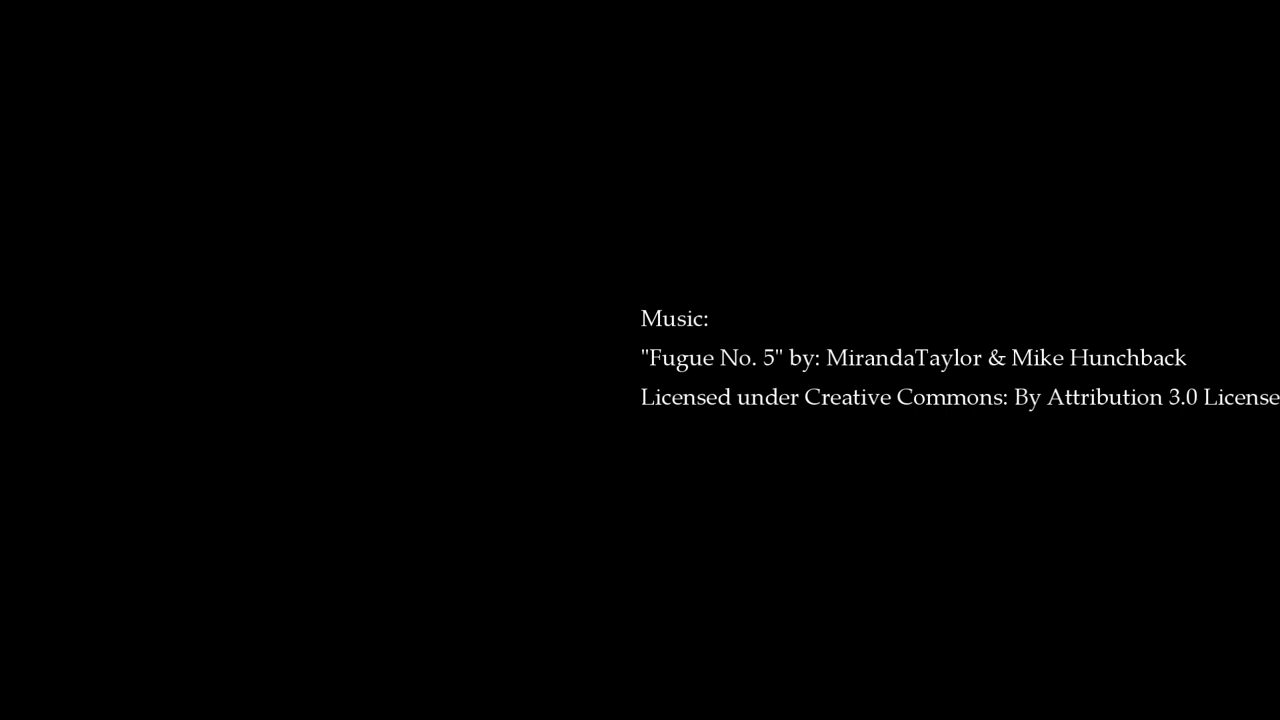 Music:
"Fugue No. 5" by: MirandaTaylor & Mike Hunchback
Licensed under Creative Commons: By Attribution 3.0 License